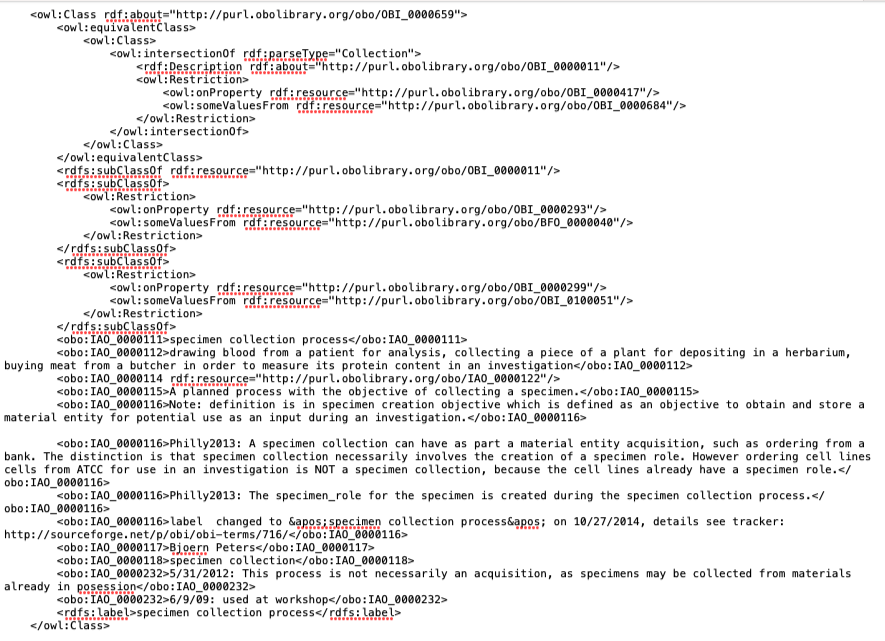 <owl:Class rdf:about="http://purl.obolibrary.org/obo/OBI_0000659">
<owl:equivalentClass>
<owl:Class>
<owl:intersectionOf rdf:parseType="Collection">
<rdf:Description rdf:about="http://purl.obolibrary.org/obo/OBI_0000011"/>
<owl:Restriction>
<owl:onProperty rdf:resource="http://purl.obolibrary.org/obo/OBI_0000417"/>
<owl:someValuesFrom rdf:resource="http://purl.obolibrary.org/obo/OBI_0000684"/>
</owl:Restriction>
</owl:intersectionOf>
</owl:Class>
</owl:equivalentClass>
<rdfs:subClassOf rdf:resource="http://purl.obolibrary.org/obo/OBI_0000011"/>
<rdfs:subClassOf>
<owl:Restriction>
<owl:onProperty rdf:resource="http://purl.obolibrary.org/obo/OBI_0000293"/>
<owl:someValuesFrom rdf:resource="http://purl.obolibrary.org/obo/BFO_0000040"/>
</owl:Restriction>
</rdfs:subClassOf>
<rdfs:subClassOf>
<owl:Restriction>
<owl:onProperty rdf:resource="http://purl.obolibrary.org/obo/OBI_0000299"/>
<owl:someValuesFrom rdf:resource="http://purl.obolibrary.org/obo/OBI_0100051"/>
</owl:Restriction>
</rdfs:subClassOf>
<obo:IAO_0000111>specimen collection process</obo:IAO_0000111>
<obo:IAO_0000112>drawing blood from a patient for analysis, collecting a piece of a plant for depositing in a herbarium,
buying meat from a butcher in order to measure its protein content in an investigation</obo:IAO_0000112>
<obo:IAO_0000114 rdf:resource="http://purl.obolibrary.org/obo/IAO_0000122"/>
<obo:IAO_0000115>A planned process with the objective of collecting a specimen.</obo:IAO_0000115>
<obo:IAO_0000116>Note: definition is in specimen creation objective which is defined as an objective to obtain and store a
material entity for potential use as an input during an investigation.</obo:IAO_0000116>
<obo:IAO_0000116>Philly2013: A specimen collection can have as part a material entity acquisition, such as ordering from a
bank. The distinction is that specimen collection necessarily involves the creation of a specimen role. However ordering cell lines
cells from ATCC for use in an investigation is NOT a specimen collection, because the cell lines already have a specimen role.</
obo:IAO_0000116>
<obo:IAO_0000116>Philly2013: The specimen_role for the specimen is created during the specimen collection process.</
obo:IAO_0000116>
<obo:IAO_0000116>label  changed to &apos;specimen collection process&apos; on 10/27/2014, details see tracker:
http://sourceforge.net/p/obi/obi-terms/716/</obo:IAO_0000116>
<obo:IAO_0000117>Bjoern Peters</obo:IAO_0000117>
<obo:IAO_0000118>specimen collection</obo:IAO_0000118>
<obo:IAO_0000232>5/31/2012: This process is not necessarily an acquisition, as specimens may be collected from materials
already in posession</obo:IAO_0000232>
<obo:IAO_0000232>6/9/09: used at workshop</obo:IAO_0000232>
<rdfs:label>specimen collection process</rdfs:label>
</owl:Class>